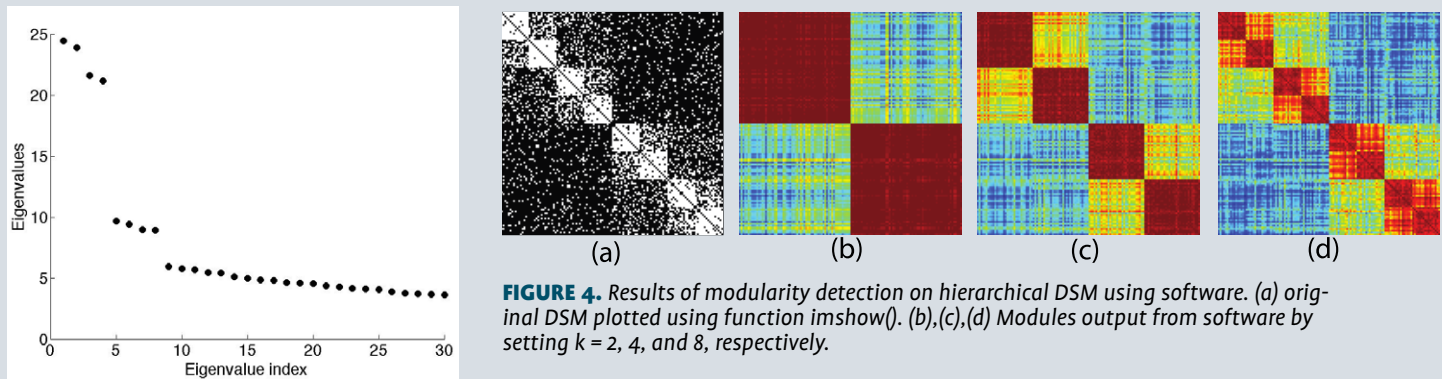 25
20
15
10
5
0
Eigenvalues
0 5 10 15 20 25 30
Eigenvalue index
(a) (b) (c) (d)
FIGURE 4. Results of modularity detection on hierarchical DSM using software. (a) orig-
inal DSM plotted using function imshow(). (b),(c),(d) Modules output from software by
setting k = 2, 4, and 8, respectively.